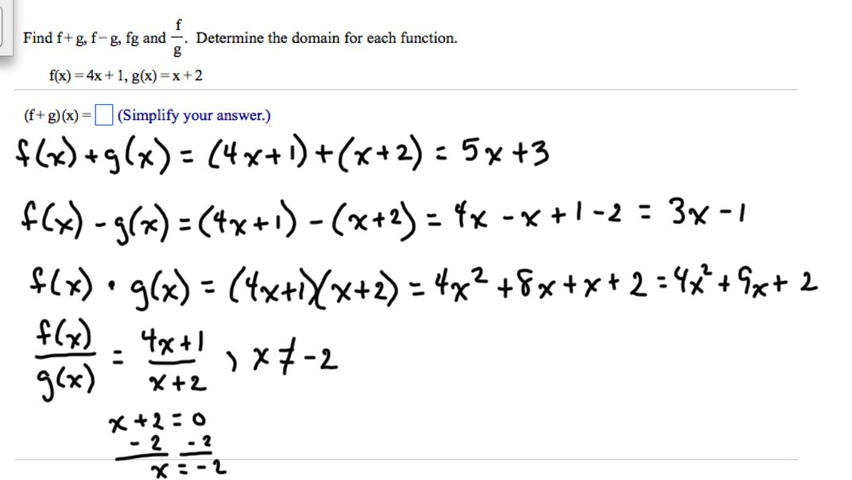 Find f+g, f−g, fg and f/g. Determine the domain for each function.
f(x)=4x+1, g(x)=x+2
(f+g)(x)= (Simplify your answer.)
f(x)+g(x) = (4x+1)+(x+2) = 5x+3
f(x) - g(x) = (4x+1) - (x+2) = 4x - x + 1 - 2 = 3x - 1
f(x) · g(x) = (4x+1)(x+2) = 4x² + 8x + x + 2 = 4x² + 9x + 2
f(x)/g(x) = (4x+1)/(x+2) , x ≠ -2
x + 2 = 0
- 2 - 2
x = - 2